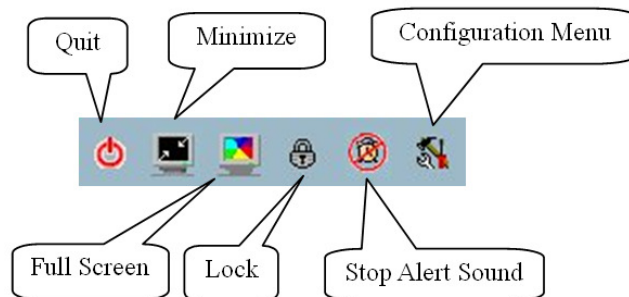 Quit
Minimize
Configuration Menu
Full Screen
Lock
Stop Alert Sound